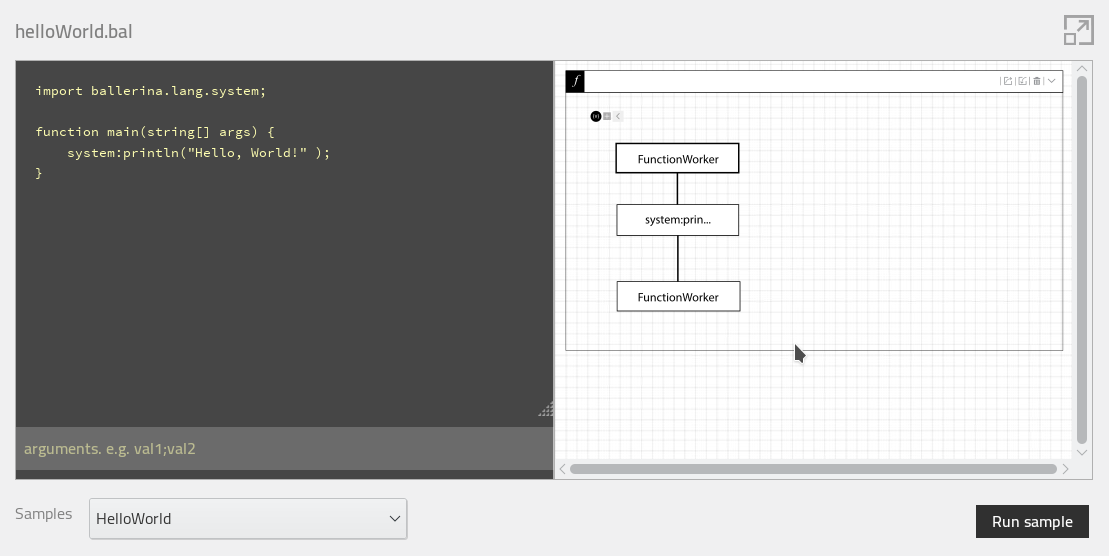 helloWorld.bal
import ballerina.lang.system;
function main(string[] args) {
system:println("Hello, World!" );
}
f
FunctionWorker
system:prin...
FunctionWorker
arguments. e.g. val1;val2
Samples
HelloWorld
Run sample